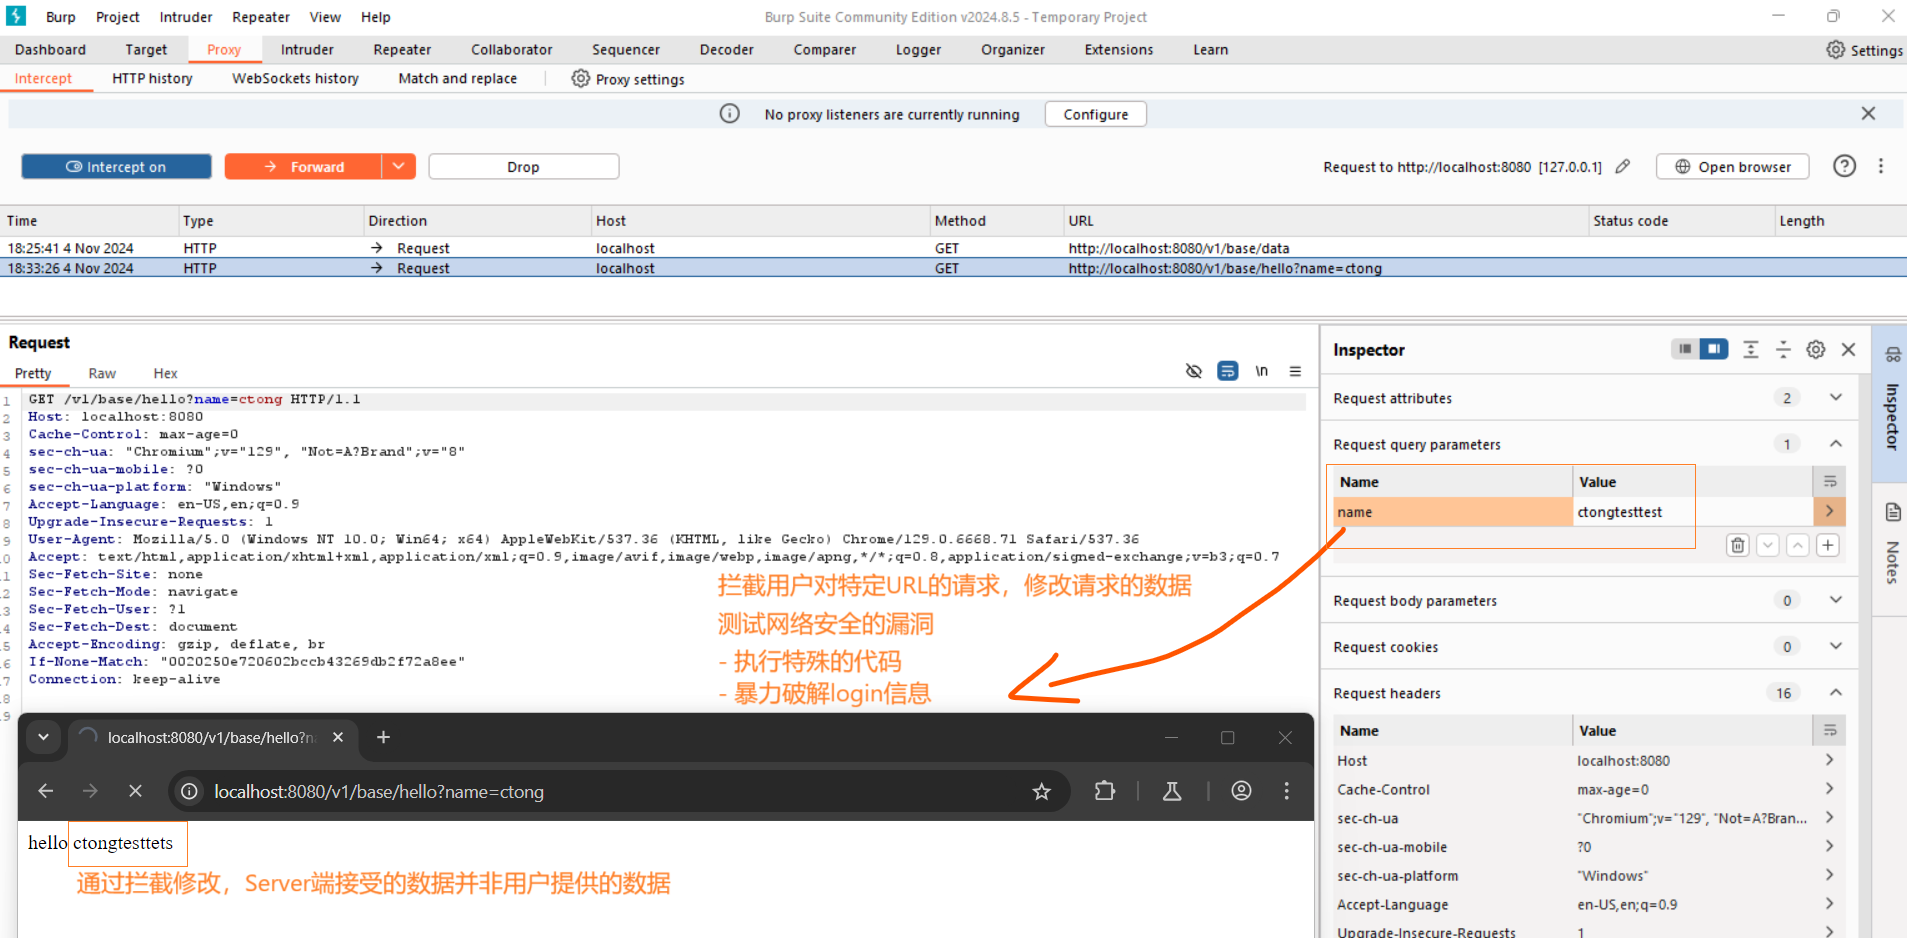 Burp Project Intruder Repeater View Help
Burp Suite Community Edition v2024.8.5 - Temporary Project
Dashboard Target Proxy Intruder Repeater Collaborator Sequencer Decoder Comparer Logger Organizer Extensions Learn Settings
Intercept HTTP history WebSockets history Match and replace Proxy settings
No proxy listeners are currently running Configure
Intercept on Forward Drop Request to http://localhost:8080 [127.0.0.1] Open browser
Time Type Direction Host Method URL Status code Length
18:25:41 4 Nov 2024 HTTP → Request localhost GET http://localhost:8080/v1/base/data
18:33:26 4 Nov 2024 HTTP → Request localhost GET http://localhost:8080/v1/base/hello?name=ctong
Request
Pretty Raw Hex
\n
1 GET /v1/base/hello?name=ctong HTTP/1.1
2 Host: localhost:8080
3 Cache-Control: max-age=0
4 sec-ch-ua: "Chromium";v="129", "Not=A?Brand";v="8"
5 sec-ch-ua-mobile: ?0
6 sec-ch-ua-platform: "Windows"
7 Accept-Language: en-US,en;q=0.9
8 Upgrade-Insecure-Requests: 1
9 User-Agent: Mozilla/5.0 (Windows NT 10.0; Win64; x64) AppleWebKit/537.36 (KHTML, like Gecko) Chrome/129.0.6668.71 Safari/537.36
0 Accept: text/html,application/xhtml+xml,application/xml;q=0.9,image/avif,image/webp,image/apng,*/*;q=0.8,application/signed-exchange;v=b3;q=0.7
1 Sec-Fetch-Site: none
2 Sec-Fetch-Mode: navigate
3 Sec-Fetch-User: ?1
4 Sec-Fetch-Dest: document
5 Accept-Encoding: gzip, deflate, br
6 If-None-Match: "0020250e720602bccb43269db2f72a8ee"
7 Connection: keep-alive
8
9
拦截用户对特定URL的请求，修改请求的数据
测试网络安全的漏洞
- 执行特殊的代码
- 暴力破解login信息
localhost:8080/v1/base/hello?n
localhost:8080/v1/base/hello?name=ctong
hello ctongtesttets
通过拦截修改，Server端接受的数据并非用户提供的数据
Inspector
Request attributes 2
Request query parameters 1
Name Value
name ctongtesttest
Request body parameters 0
Request cookies 0
Request headers 16
Name Value
Host localhost:8080
Cache-Control max-age=0
sec-ch-ua "Chromium";v="129", "Not=A?Bran...
sec-ch-ua-mobile ?0
sec-ch-ua-platform "Windows"
Accept-Language en-US,en;q=0.9
Upgrade-Insecure-Requests 1
Inspector
Notes